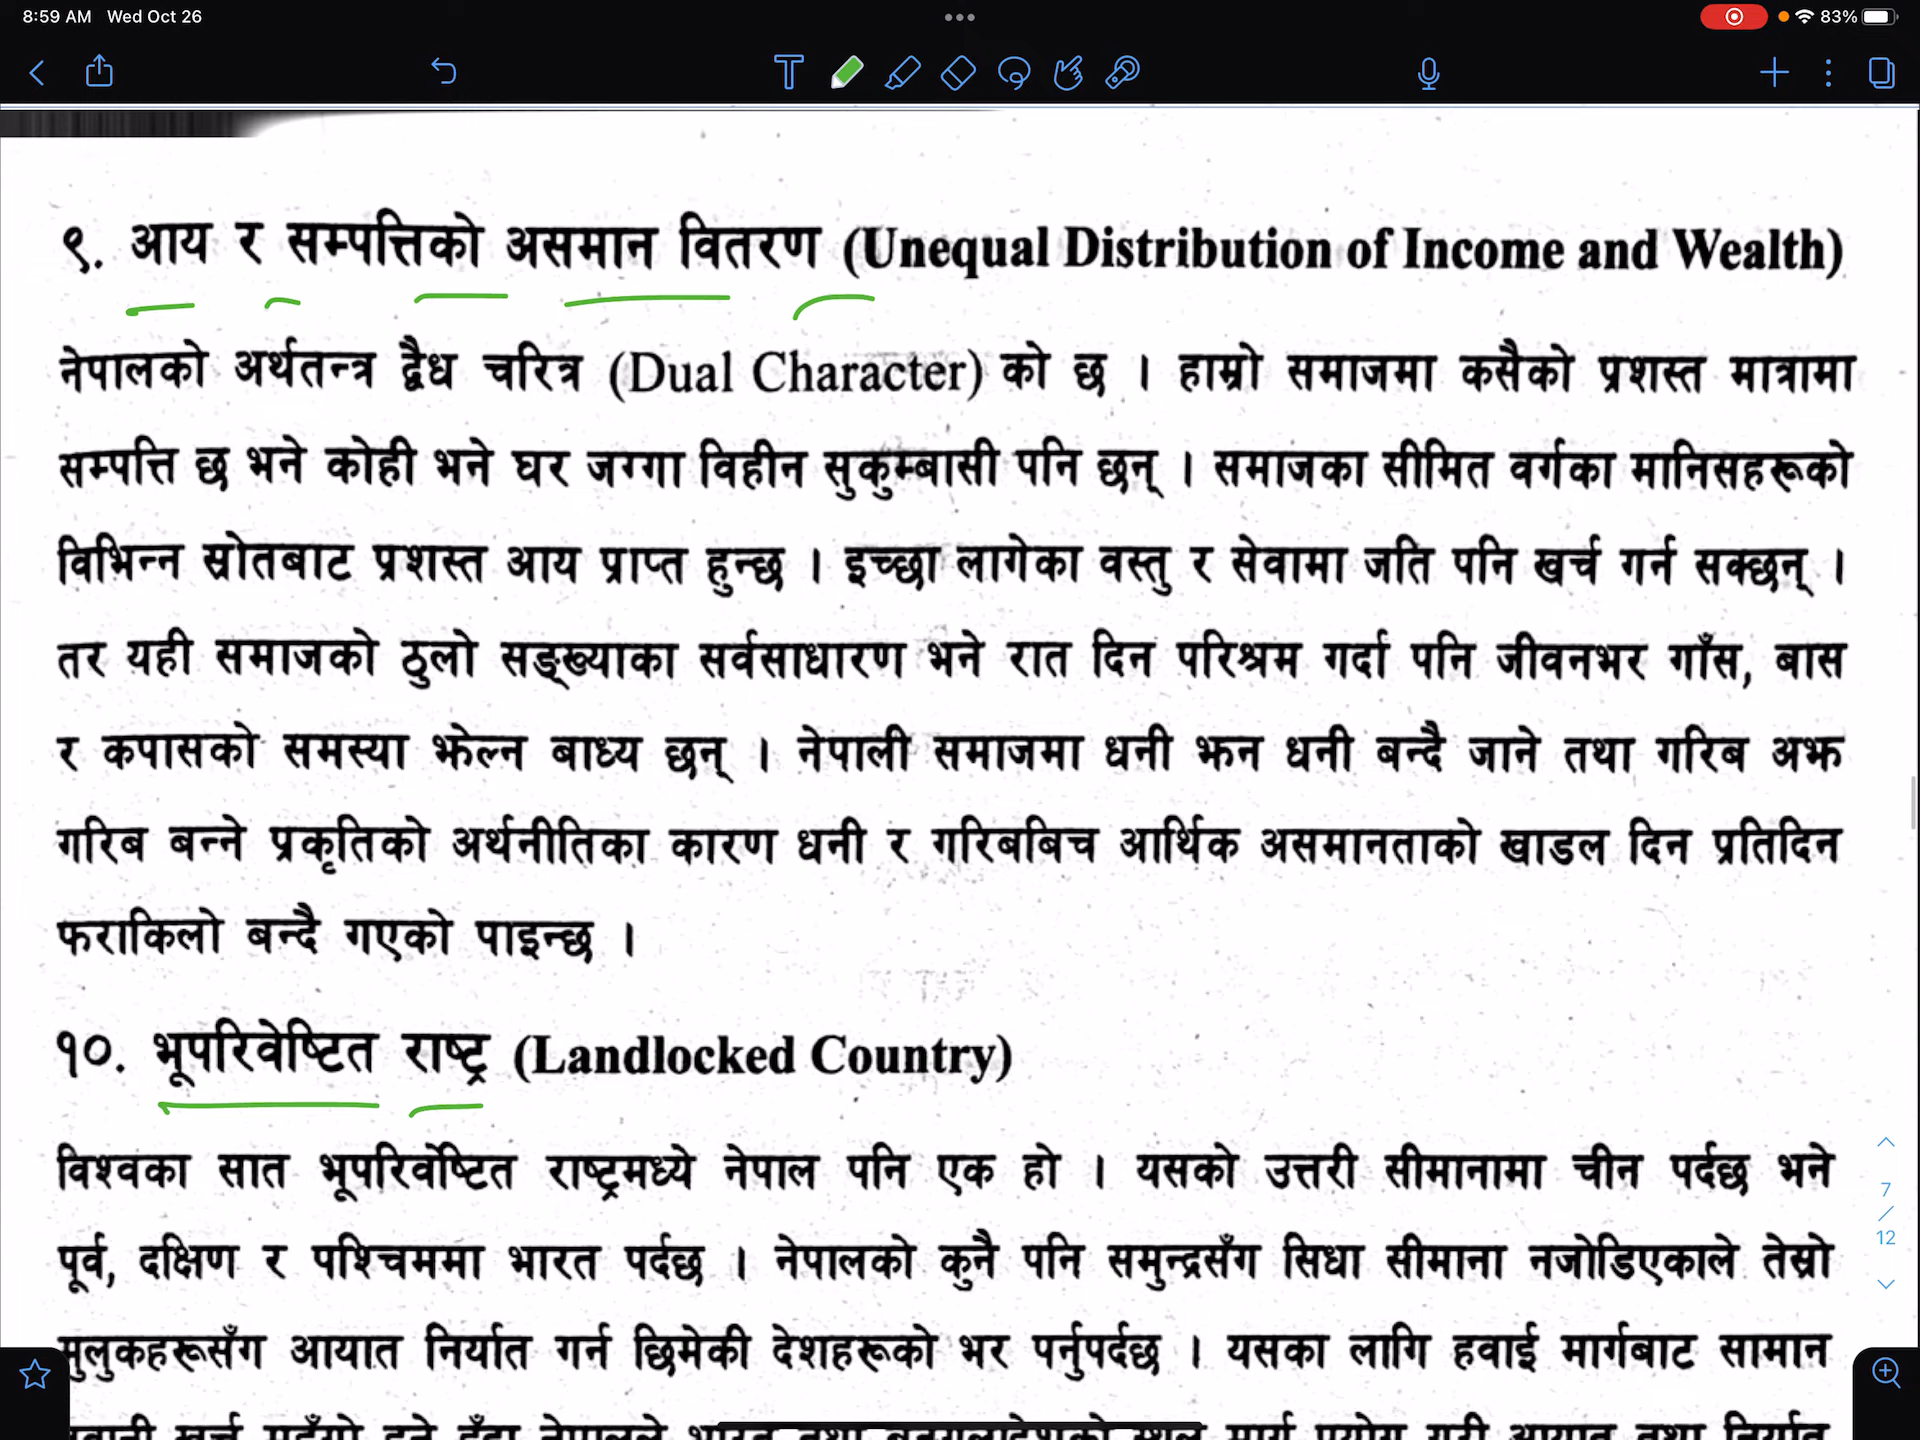 8:59 AM Wed Oct 26
83%
९. आय र सम्पत्तिको असमान वितरण (Unequal Distribution of Income and Wealth)
नेपालको अर्थतन्त्र द्वैध चरित्र (Dual Character) को छ । हाम्रो समाजमा कसैको प्रशस्त मात्रामा
सम्पत्ति छ भने कोही भने घर जग्गा विहीन सुकुम्बासी पनि छन् । समाजका सीमित वर्गका मानिसहरूको
विभिन्न स्रोतबाट प्रशस्त आय प्राप्त हुन्छ । इच्छा लागेका वस्तु र सेवामा जति पनि खर्च गर्न सक्छन् ।
तर यही समाजको ठुलो सङ्ख्याका सर्वसाधारण भने रात दिन परिश्रम गर्दा पनि जीवनभर गाँस, बास
र कपासको समस्या झेल्न बाध्य छन् । नेपाली समाजमा धनी झन धनी बन्दै जाने तथा गरिब अझ
गरिब बन्ने प्रकृतिको अर्थनीतिका कारण धनी र गरिबबिच आर्थिक असमानताको खाडल दिन प्रतिदिन
फराकिलो बन्दै गएको पाइन्छ ।
१०. भूपरिवेष्टित राष्ट्र (Landlocked Country)
विश्वका सात भूपरिवेष्टित राष्ट्रमध्ये नेपाल पनि एक हो । यसको उत्तरी सीमानामा चीन पर्दछ भने
पूर्व, दक्षिण र पश्चिममा भारत पर्दछ । नेपालको कुनै पनि समुन्द्रसँग सिधा सीमाना नजोडिएकाले तेस्रो
मुलुकहरूसँग आयात निर्यात गर्न छिमेकी देशहरूको भर पर्नुपर्दछ । यसका लागि हवाई मार्गबाट सामान
7
/
12